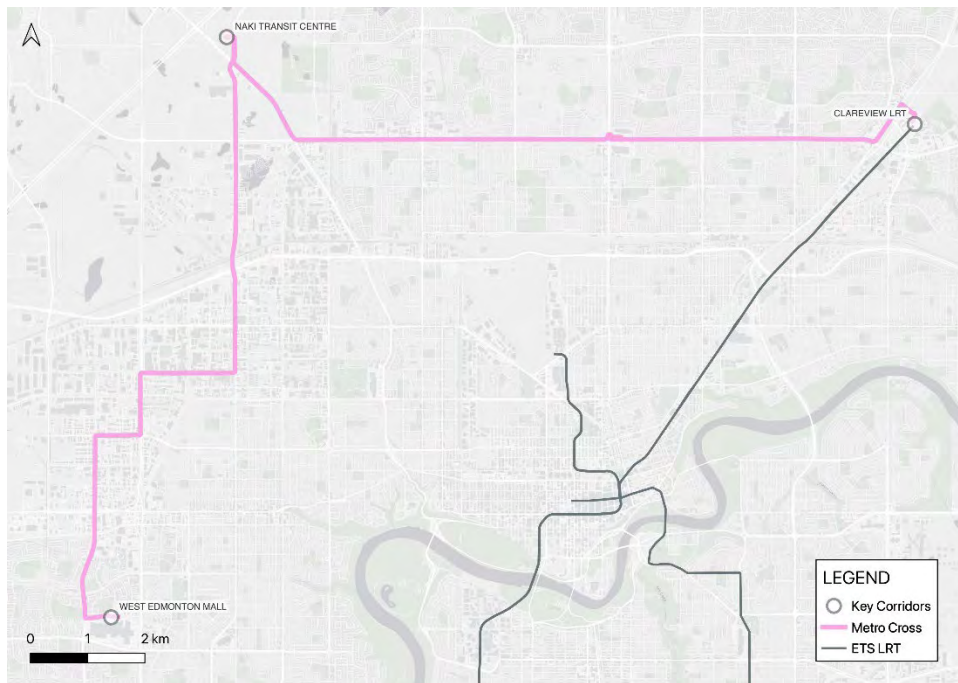 NAKI TRANSIT CENTRE
CLAREVIEW LRT
WEST EDMONTON MALL
0 1 2 km
LEGEND
Key Corridors
Metro Cross
ETS LRT